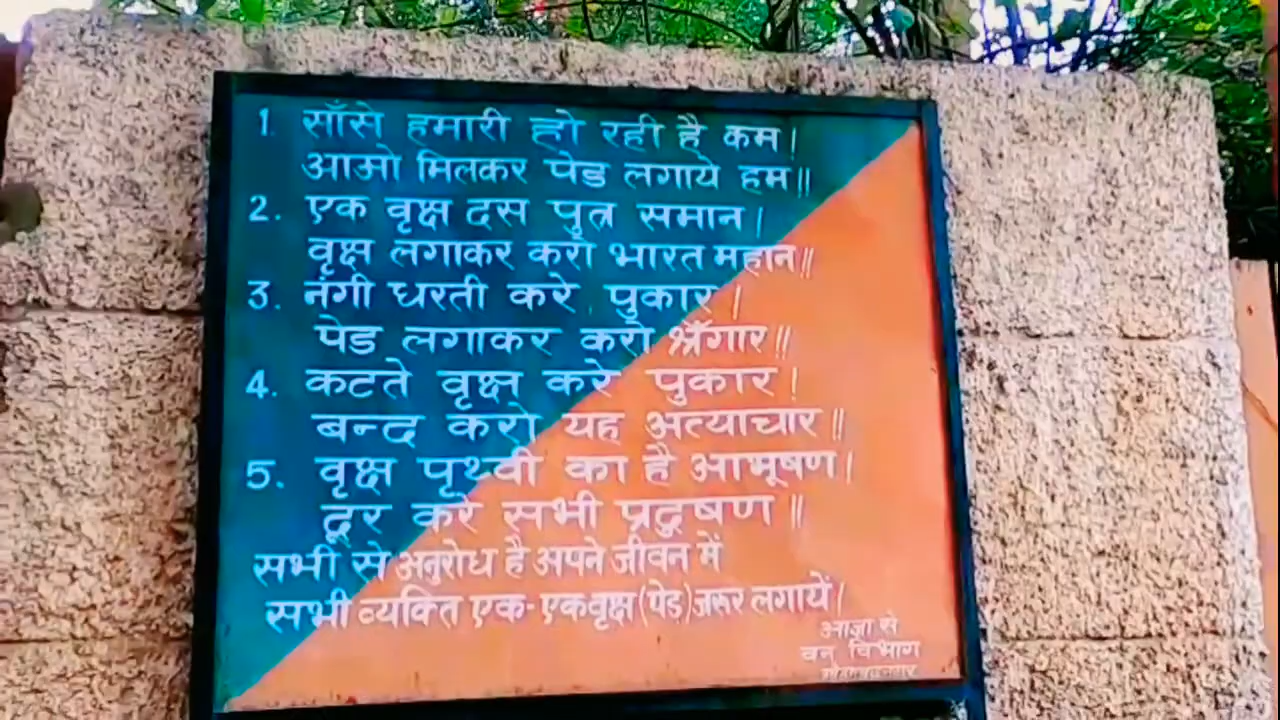 1. साँसे हमारी हो रही है कम।
आओ मिलकर पेड लगाये हम॥
2. एक वृक्ष दस पुत्र समान।
वृक्ष लगाकर करो भारत महान॥
3. नंगी धरती करे पुकार।
पेड लगाकर करो श्रृँगार॥
4. कटते वृक्ष करे पुकार।
बन्द करो यह अत्याचार॥
5. वृक्ष पृथ्वी का है आभूषण।
दूर करे सभी प्रदुषण॥
सभी से अनुरोध है अपने जीवन में
सभी व्यक्ति एक-एक वृक्ष (पेड) जरूर लगायें।
आज्ञा से
वन विभाग